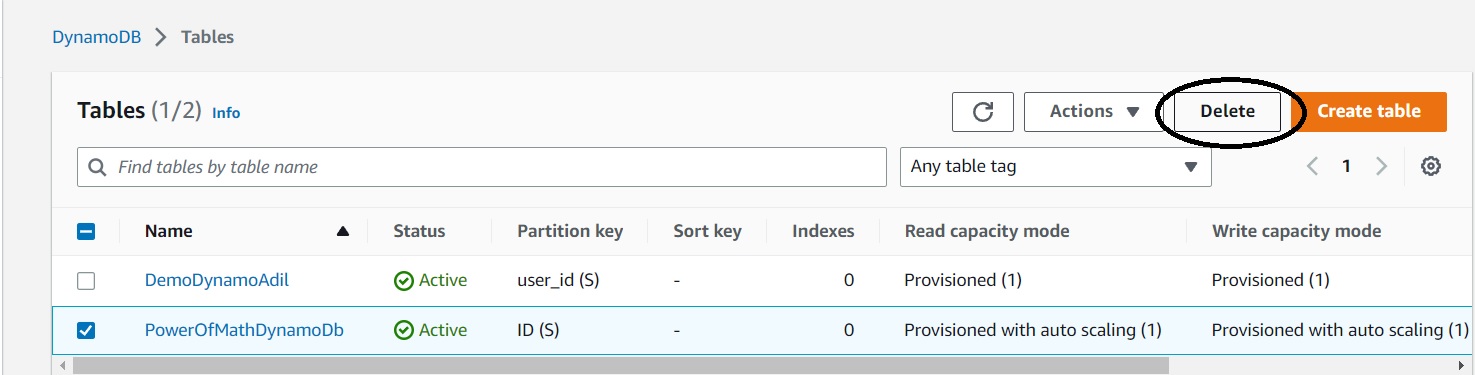 DynamoDB > Tables
Tables (1/2) Info Actions Delete Create table
Find tables by table name Any table tag 1
Name Status Partition key Sort key Indexes Read capacity mode Write capacity mode
DemoDynamoAdil Active user_id (S) - 0 Provisioned (1) Provisioned (1)
PowerOfMathDynamoDb Active ID (S) - 0 Provisioned with auto scaling (1) Provisioned with auto scaling (1)